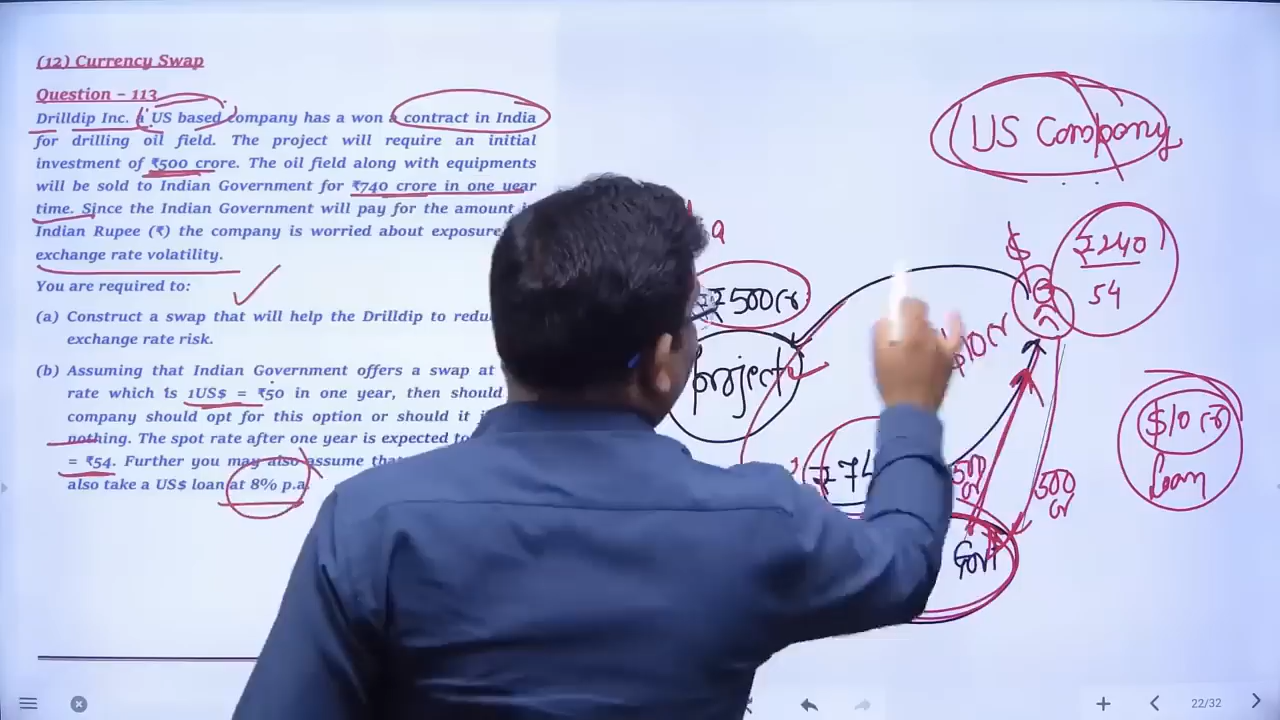 (12) Currency Swap
Question – 113
Drilldip Inc. a US based company has a won a contract in India
for drilling oil field. The project will require an initial
investment of ₹500 crore. The oil field along with equipments
will be sold to Indian Government for ₹740 crore in one year
time. Since the Indian Government will pay for the amount
Indian Rupee (₹) the company is worried about exposure
exchange rate volatility.
You are required to:
(a) Construct a swap that will help the Drilldip to
exchange rate risk.
(b) Assuming that Indian Government offers a swap at
rate which is 1US$ = ₹50 in one year, then should
company should opt for this option or should it
nothing. The spot rate after one year is expected
= ₹54. Further you may also assume
also take a US$ loan at 8% p.a
US Company
$
₹240
54
₹500 Cr
Project
$10 Cr
₹74
500
Cr
500
Cr
Govt
$10 Cr
loan
22/32